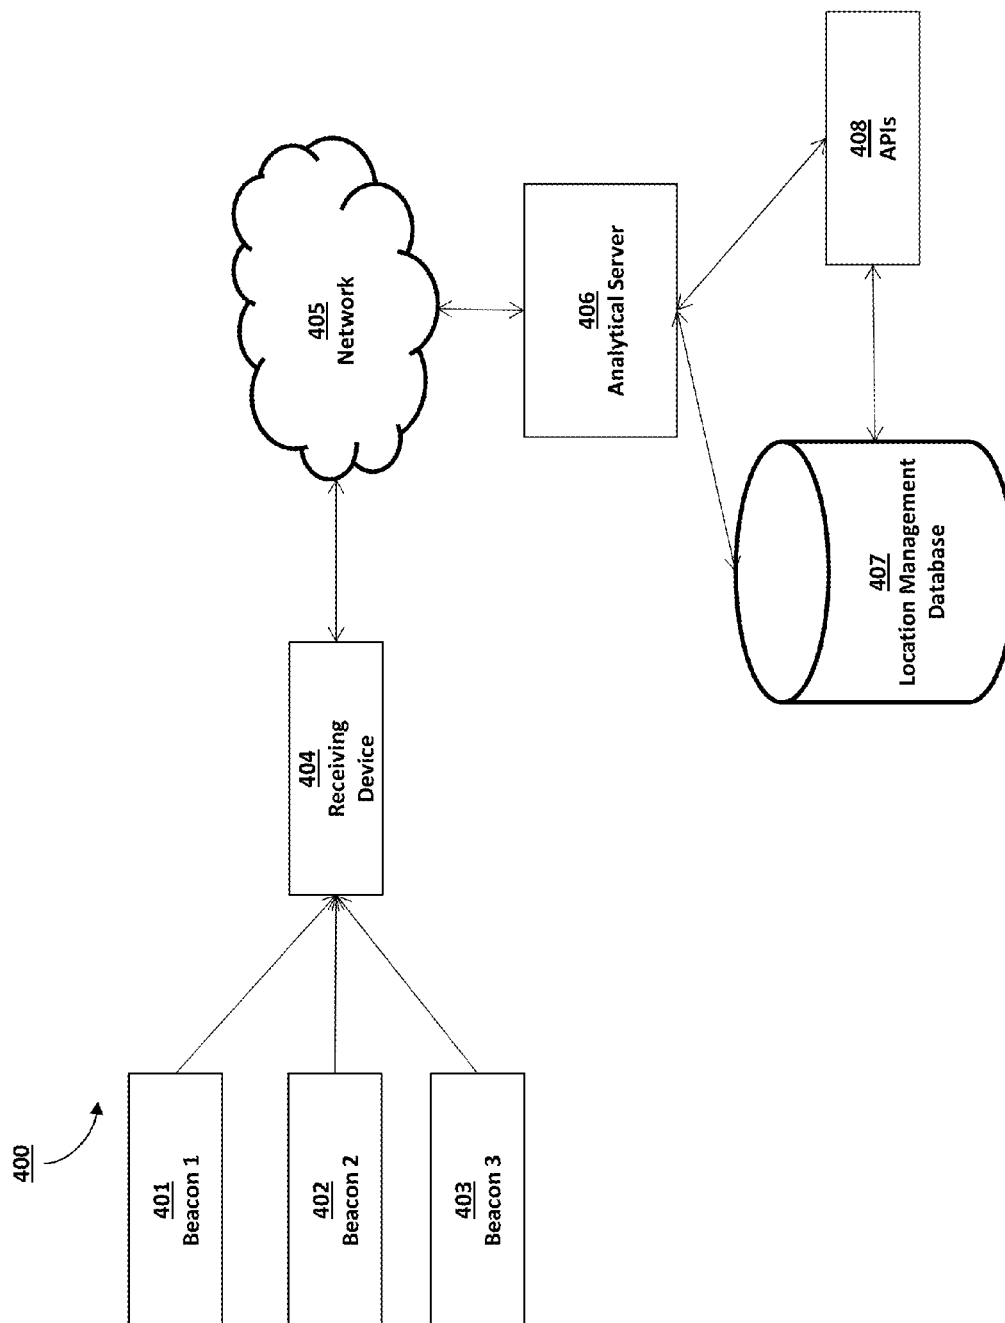 400
401
Beacon 1
402
Beacon 2
403
Beacon 3
404
Receiving
Device
405
Network
406
Analytical Server
407
Location Management
Database
408
APIs